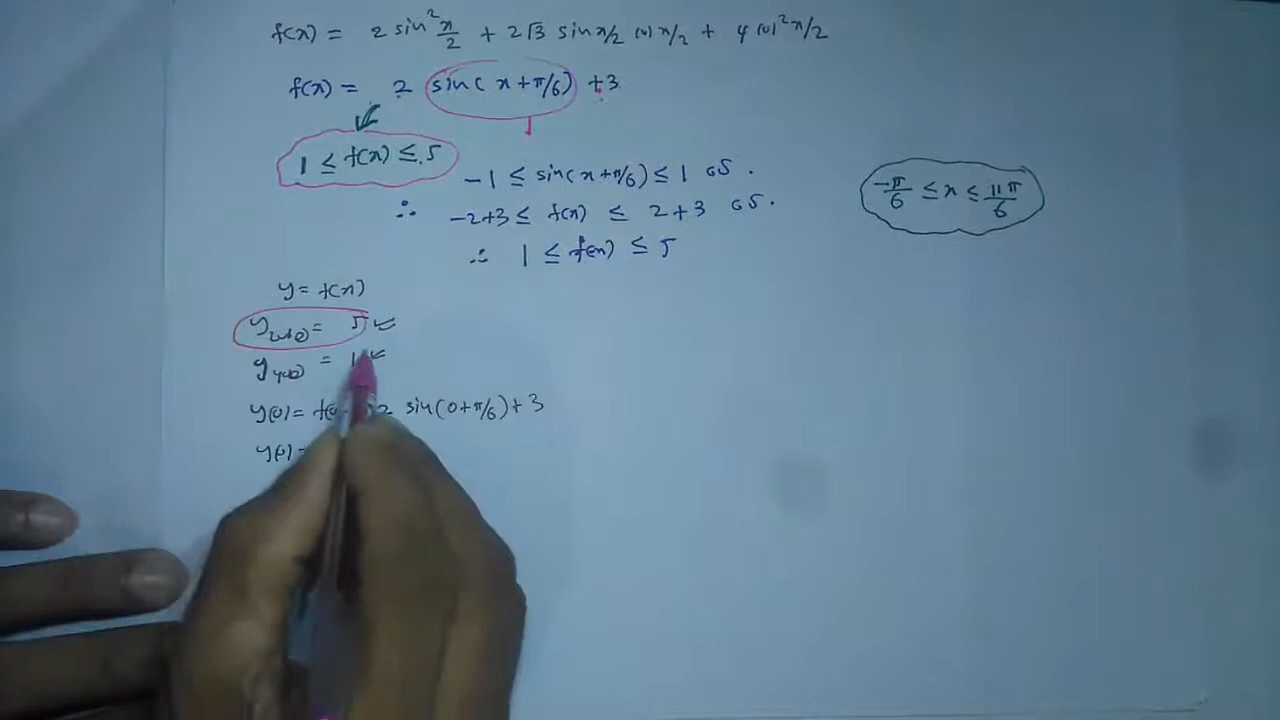 f(x) = 2 sin² x/2 + 2√3 sin x/2 cos x/2 + 4 cos² x/2
f(x) = 2 sin(x + π/6) + 3
1 ≤ f(x) ≤ 5
-1 ≤ sin(x + π/6) ≤ 1
-π/6 ≤ x ≤ 11π/6
∴ -2+3 ≤ f(x) ≤ 2+3
∴ 1 ≤ f(x) ≤ 5
y = f(x)
y = 5
y = 1
y(0) = f(0) 2 sin(0 + π/6) + 3
y(0) =